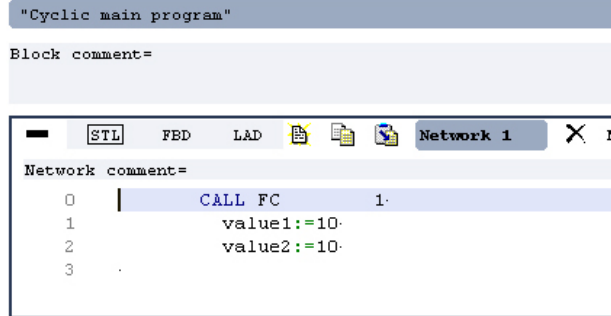 "Cyclic main program"
Block comment=
STL FBD LAD Network 1
Network comment=
0 CALL FC 1
1 value1:=10
2 value2:=10
3